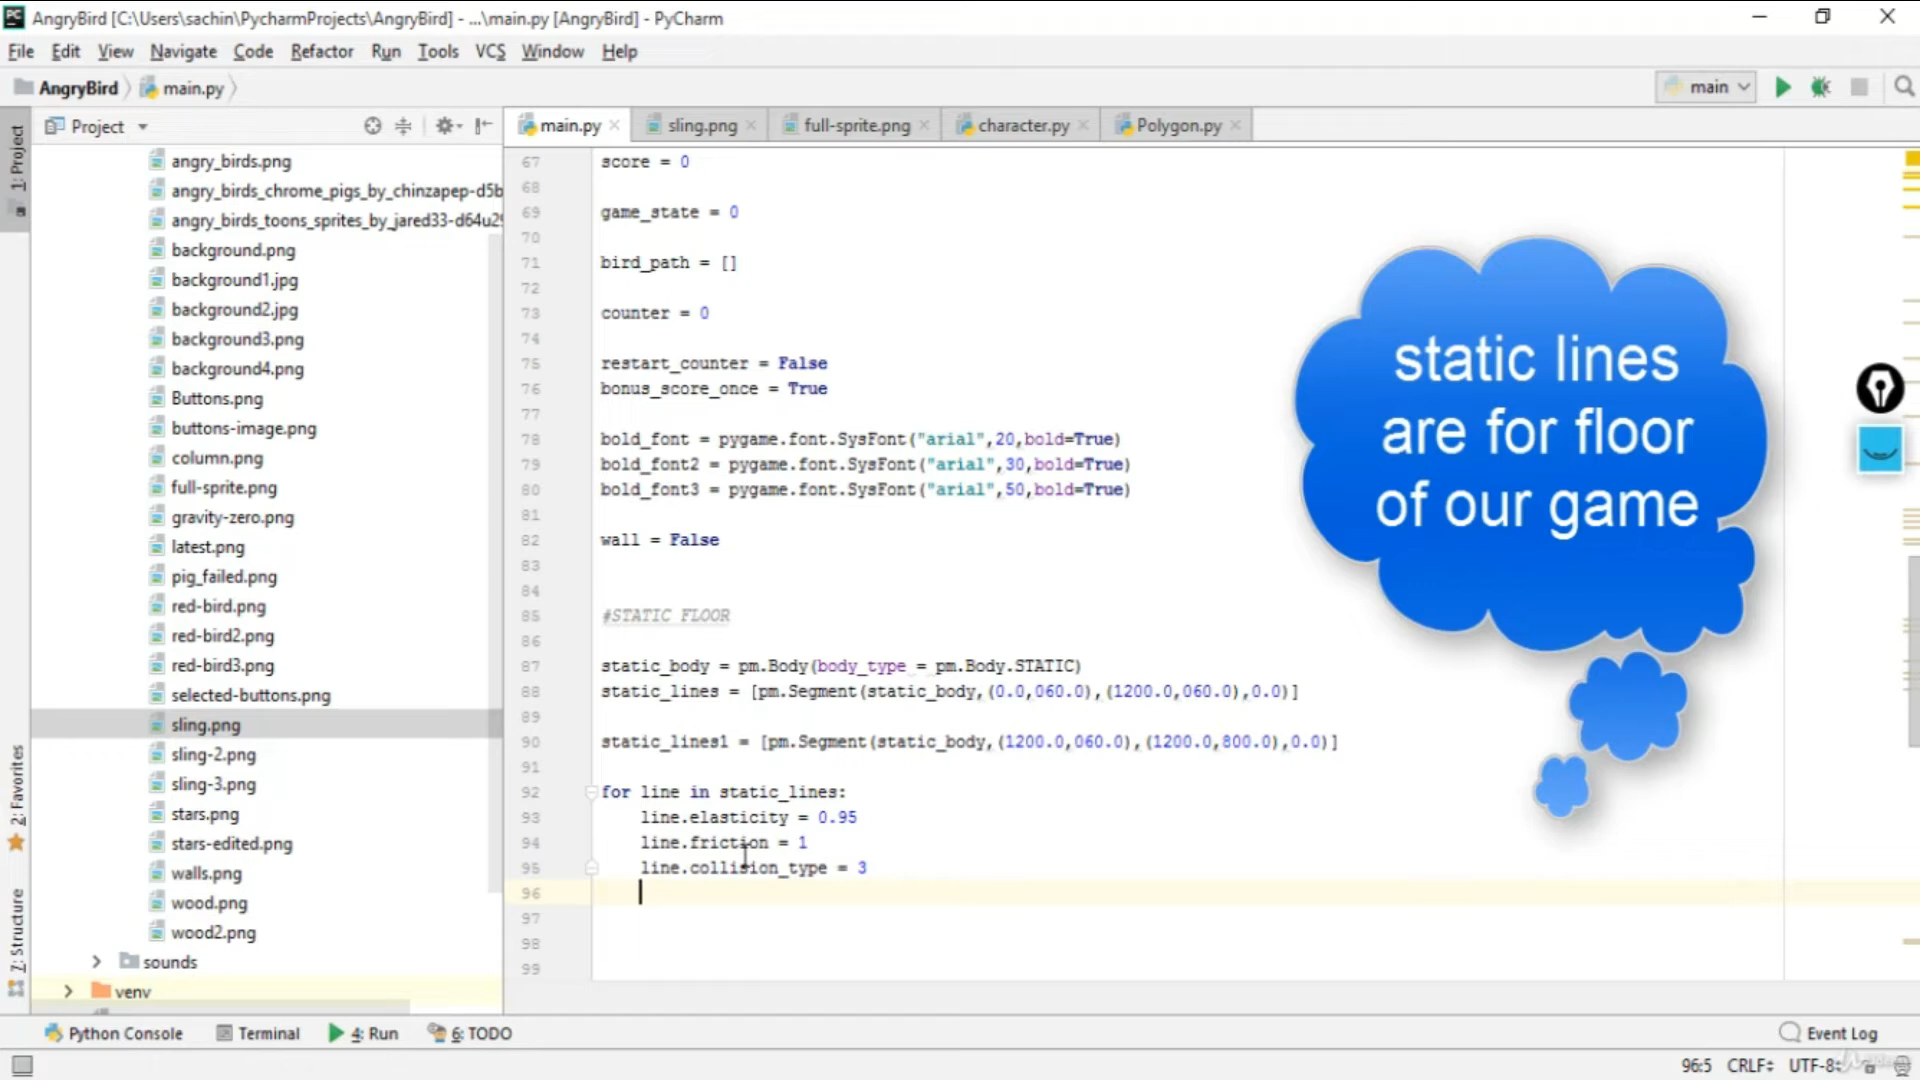 AngryBird [C:\Users\sachin\PycharmProjects\AngryBird] - ...\main.py [AngryBird] - PyCharm
File Edit View Navigate Code Refactor Run Tools VCS Window Help
AngryBird main.py main
Project main.py sling.png full-sprite.png character.py Polygon.py
1: Project
2: Favorites
7: Structure
angry_birds.png
angry_birds_chrome_pigs_by_chinzapep-d5b
angry_birds_toons_sprites_by_jared33-d64u2
background.png
background1.jpg
background2.jpg
background3.png
background4.png
Buttons.png
buttons-image.png
column.png
full-sprite.png
gravity-zero.png
latest.png
pig_failed.png
red-bird.png
red-bird2.png
red-bird3.png
selected-buttons.png
sling.png
sling-2.png
sling-3.png
stars.png
stars-edited.png
walls.png
wood.png
wood2.png
sounds
venv
67 score = 0
68
69 game_state = 0
70
71 bird_path = []
72
73 counter = 0
74
75 restart_counter = False
76 bonus_score_once = True
77
78 bold_font = pygame.font.SysFont("arial",20,bold=True)
79 bold_font2 = pygame.font.SysFont("arial",30,bold=True)
80 bold_font3 = pygame.font.SysFont("arial",50,bold=True)
81
82 wall = False
83
84
85 #STATIC FLOOR
86
87 static_body = pm.Body(body_type = pm.Body.STATIC)
88 static_lines = [pm.Segment(static_body,(0.0,060.0),(1200.0,060.0),0.0)]
89
90 static_lines1 = [pm.Segment(static_body,(1200.0,060.0),(1200.0,800.0),0.0)]
91
92 for line in static_lines:
93 line.elasticity = 0.95
94 line.friction = 1
95 line.collision_type = 3
96
97
98
99
static lines
are for floor
of our game
Python Console Terminal 4: Run 6: TODO Event Log
96:5 CRLF UTF-8